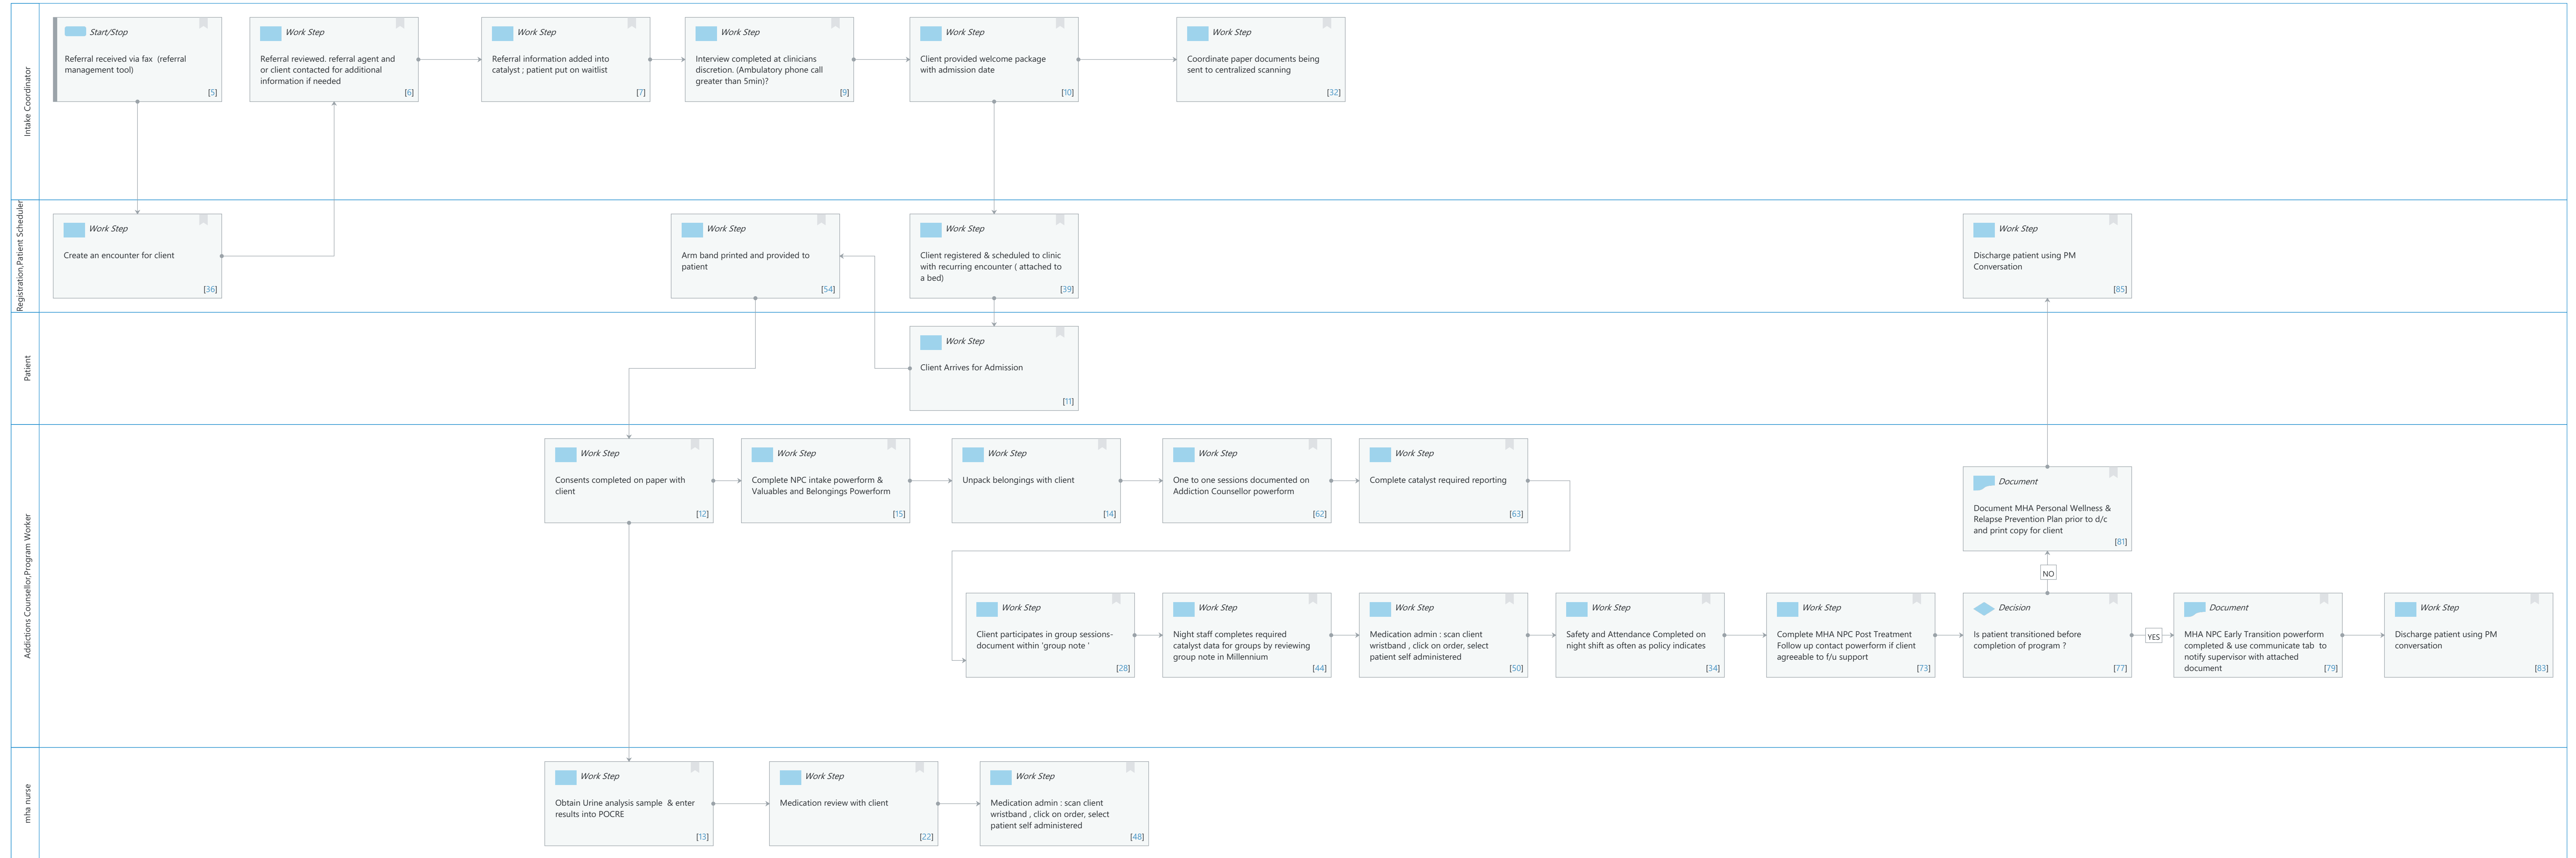 Intake Coordinator
Start/Stop
Referral received via fax (referral
management tool)
[5]
Work Step
Referral reviewed. referral agent and
or client contacted for additional
information if needed
[6]
Work Step
Referral information added into
catalyst ; patient put on waitlist
[7]
Work Step
Interview completed at clinicians
discretion. (Ambulatory phone call
greater than 5min)?
[9]
Work Step
Client provided welcome package
with admission date
[10]
Work Step
Coordinate paper documents being
sent to centralized scanning
[32]
Registration,Patient Scheduler
Work Step
Create an encounter for client
[36]
Work Step
Arm band printed and provided to
patient
[54]
Work Step
Client registered & scheduled to clinic
with recurring encounter ( attached to
a bed)
[39]
Work Step
Discharge patient using PM
Conversation
[85]
Patient
Work Step
Client Arrives for Admission
[11]
Addictions Counsellor,Program Worker
Work Step
Consents completed on paper with
client
[12]
Work Step
Complete NPC intake powerform &
Valuables and Belongings Powerform
[15]
Work Step
Unpack belongings with client
[14]
Work Step
One to one sessions documented on
Addiction Counsellor powerform
[62]
Work Step
Complete catalyst required reporting
[63]
Document
Document MHA Personal Wellness &
Relapse Prevention Plan prior to d/c
and print copy for client
[81]
NO
Work Step
Client participates in group sessions-
document within 'group note '
[28]
Work Step
Night staff completes required
catalyst data for groups by reviewing
group note in Millennium
[44]
Work Step
Medication admin : scan client
wristband , click on order, select
patient self administered
[50]
Work Step
Safety and Attendance Completed on
night shift as often as policy indicates
[34]
Work Step
Complete MHA NPC Post Treatment
Follow up contact powerform if client
agreeable to f/u support
[73]
Decision
Is patient transitioned before
completion of program ?
[77]
YES
Document
MHA NPC Early Transition powerform
completed & use communicate tab to
notify supervisor with attached
document
[79]
Work Step
Discharge patient using PM
conversation
[83]
mha nurse
Work Step
Obtain Urine analysis sample & enter
results into POCRE
[13]
Work Step
Medication review with client
[22]
Work Step
Medication admin : scan client
wristband , click on order, select
patient self administered
[48]